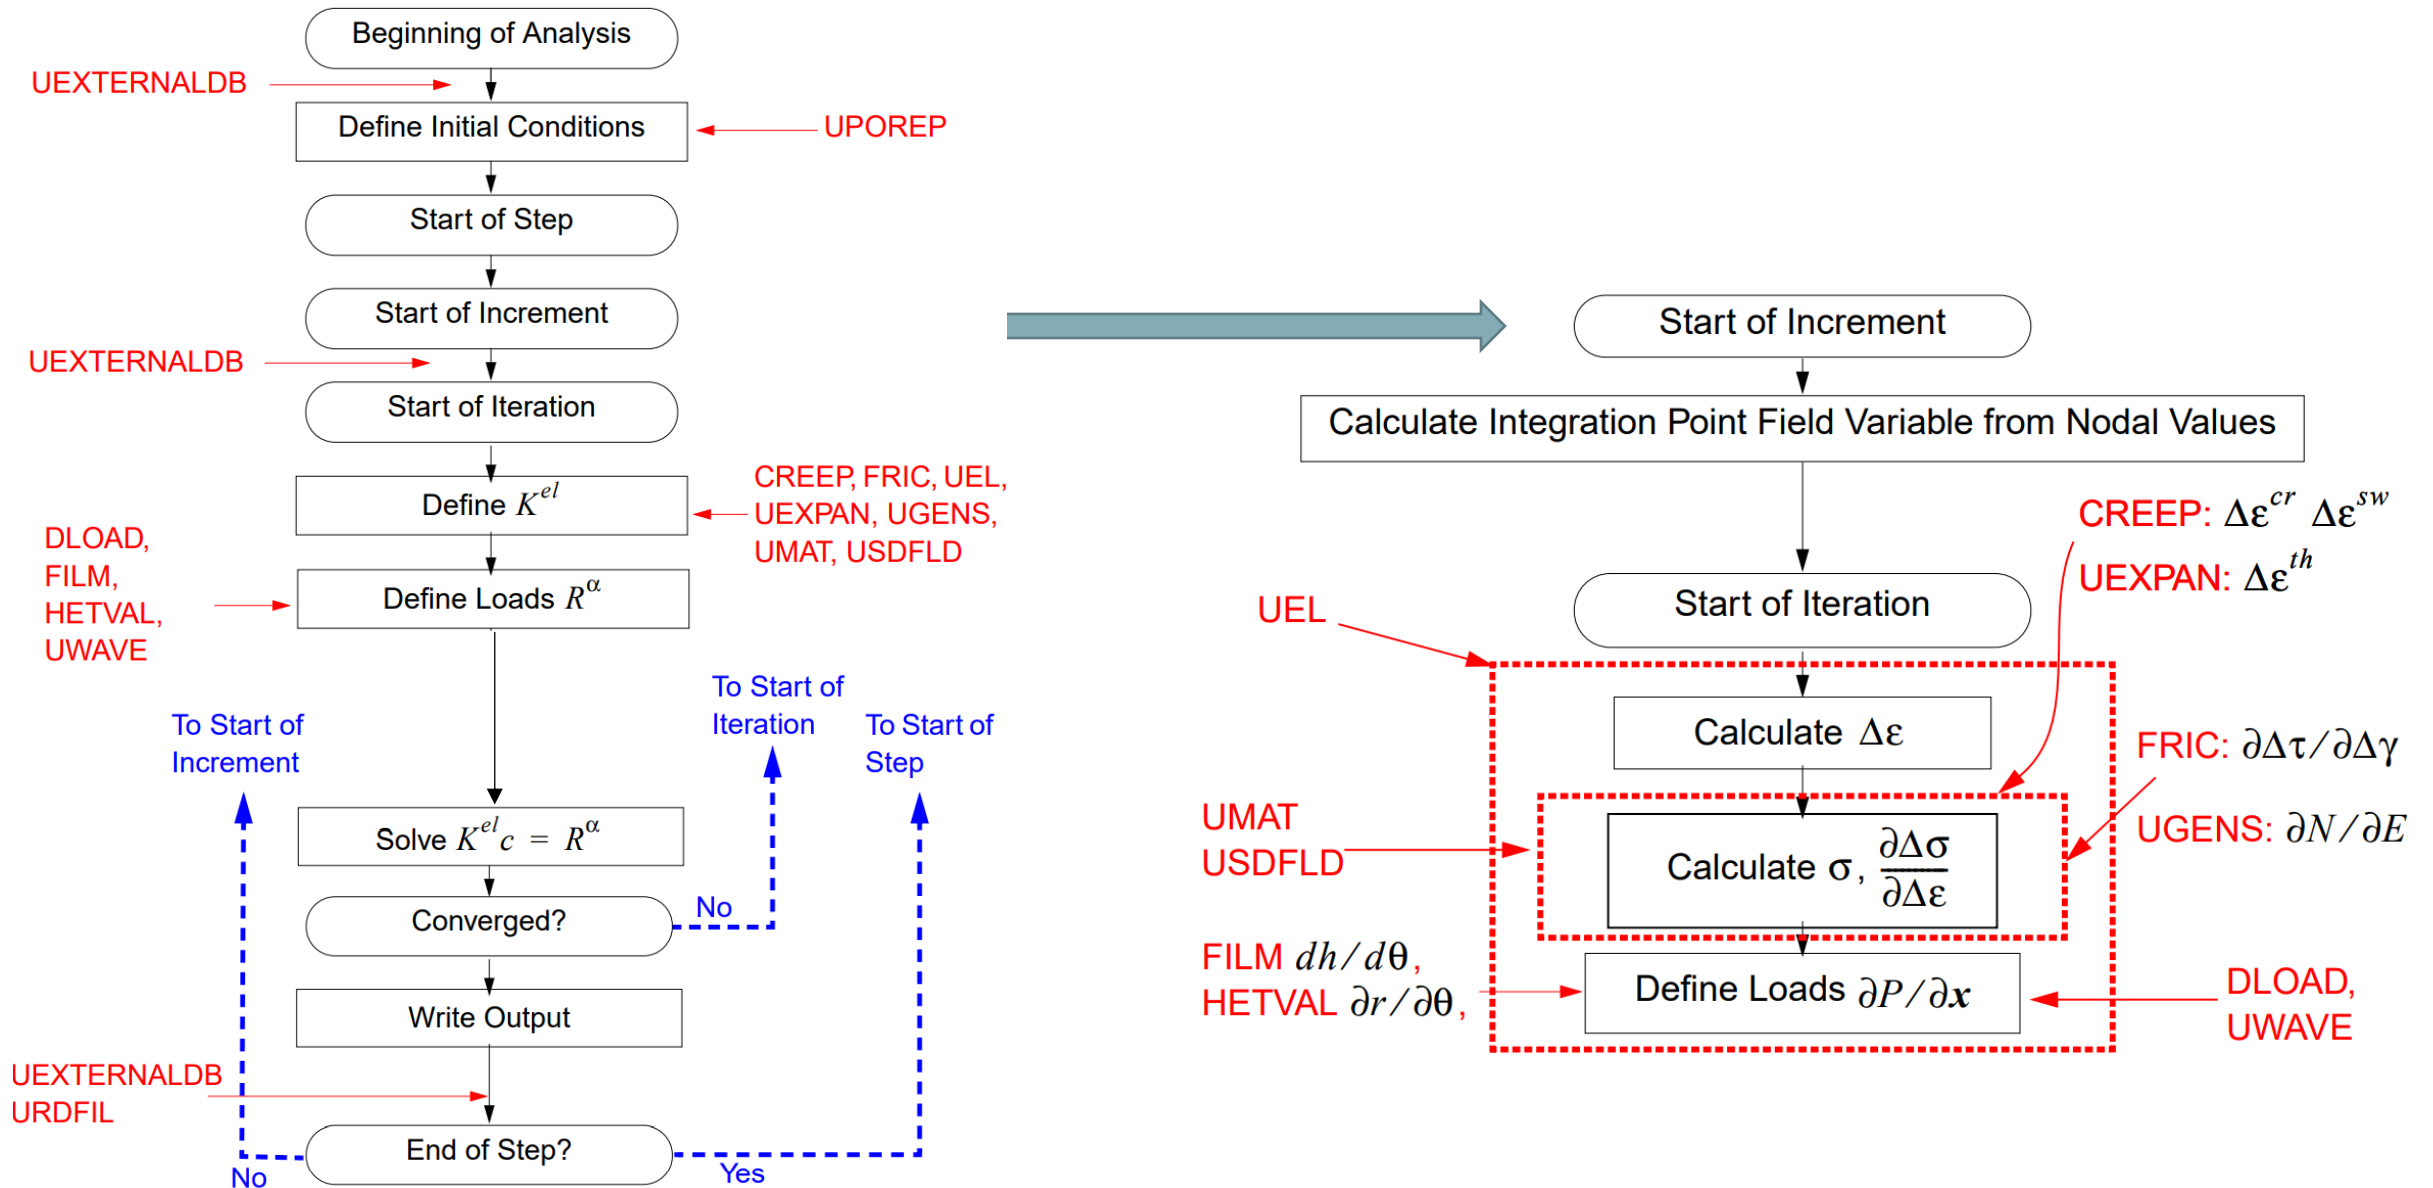 Beginning of Analysis
UEXTERNALDB
Define Initial Conditions
UPOREP
Start of Step
Start of Increment
UEXTERNALDB
Start of Iteration
Define K^el
CREEP, FRIC, UEL,
UEXPAN, UGENS,
UMAT, USDFLD
DLOAD,
FILM,
HETVAL,
UWAVE
Define Loads R^α
To Start of
Increment
To Start of
Iteration
To Start of
Step
Solve K^el c = R^α
Converged?
No
Write Output
UEXTERNALDB
URDFIL
End of Step?
No
Yes
Start of Increment
Calculate Integration Point Field Variable from Nodal Values
CREEP: Δε^cr Δε^sw
UEXPAN: Δε^th
Start of Iteration
UEL
Calculate Δε
FRIC: ∂Δτ/∂Δγ
UGENS: ∂N/∂E
UMAT
USDFLD
Calculate σ, ∂Δσ/∂Δε
FILM dh/dθ,
HETVAL ∂r/∂θ,
Define Loads ∂P/∂x
DLOAD,
UWAVE